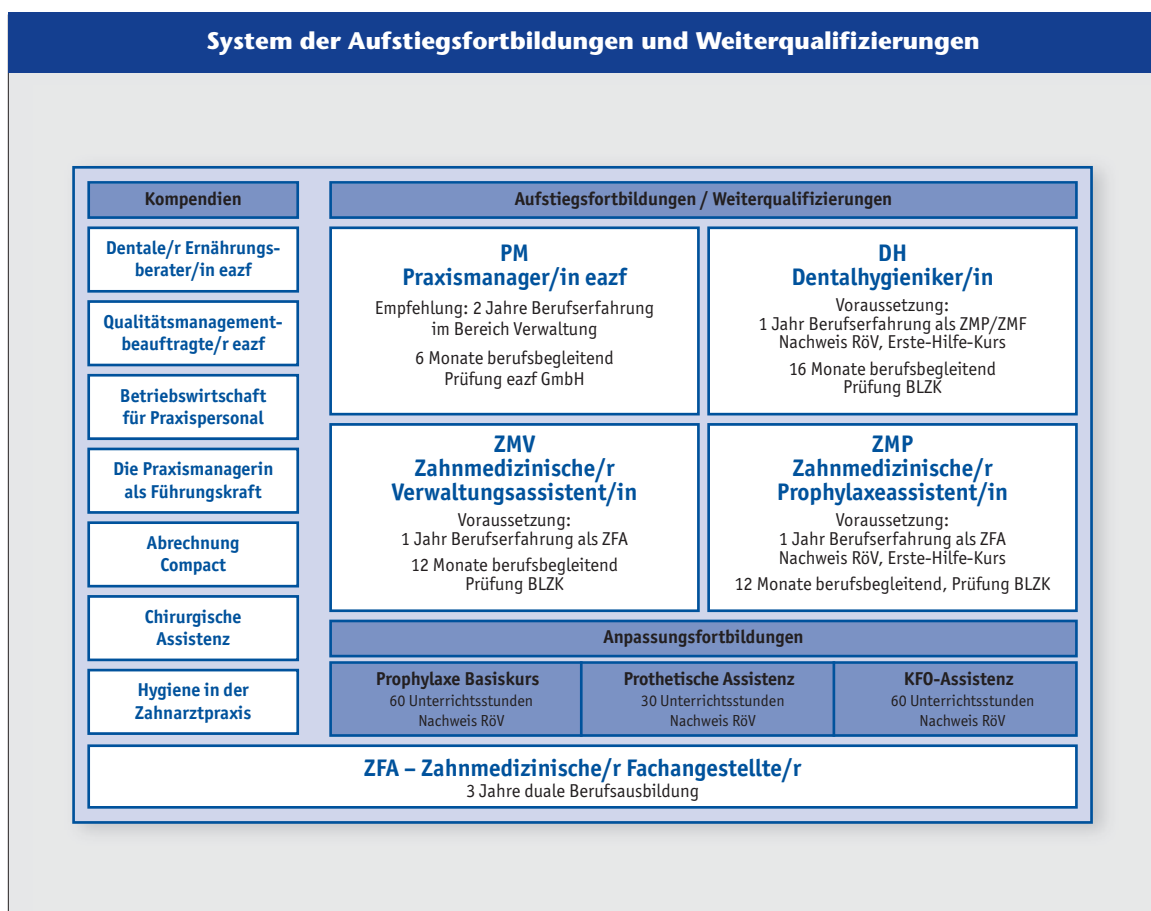 System der Aufstiegsfortbildungen und Weiterqualifizierungen
Kompendien
Dentale/r Ernährungs-
berater/in eazf
Qualitätsmanagement-
beauftragte/r eazf
Betriebswirtschaft
für Praxispersonal
Die Praxismanagerin
als Führungskraft
Abrechnung
Compact
Chirurgische
Assistenz
Hygiene in der
Zahnarztpraxis
Aufstiegsfortbildungen / Weiterqualifizierungen
PM
Praxismanager/in eazf
Empfehlung: 2 Jahre Berufserfahrung
im Bereich Verwaltung
6 Monate berufsbegleitend
Prüfung eazf GmbH
DH
Dentalhygieniker/in
Voraussetzung:
1 Jahr Berufserfahrung als ZMP/ZMF
Nachweis RöV, Erste-Hilfe-Kurs
16 Monate berufsbegleitend
Prüfung BLZK
ZMV
Zahnmedizinische/r
Verwaltungsassistent/in
Voraussetzung:
1 Jahr Berufserfahrung als ZFA
12 Monate berufsbegleitend
Prüfung BLZK
ZMP
Zahnmedizinische/r
Prophylaxeassistent/in
Voraussetzung:
1 Jahr Berufserfahrung als ZFA
Nachweis RöV, Erste-Hilfe-Kurs
12 Monate berufsbegleitend, Prüfung BLZK
Anpassungsfortbildungen
Prophylaxe Basiskurs
60 Unterrichtsstunden
Nachweis RöV
Prothetische Assistenz
30 Unterrichtsstunden
Nachweis RöV
KFO-Assistenz
60 Unterrichtsstunden
Nachweis RöV
ZFA – Zahnmedizinische/r Fachangestellte/r
3 Jahre duale Berufsausbildung